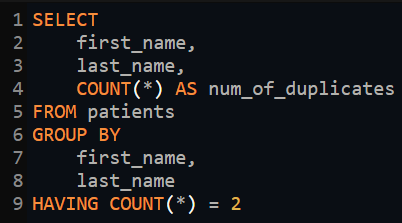 1 SELECT
2     first_name,
3     last_name,
4     COUNT(*) AS num_of_duplicates
5 FROM patients
6 GROUP BY
7     first_name,
8     last_name
9 HAVING COUNT(*) = 2